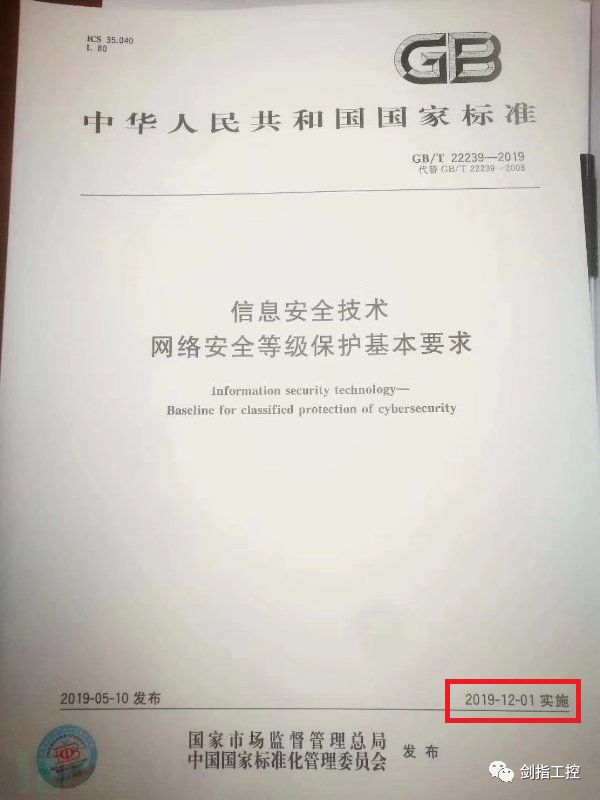 ICS 35.040
L 80
GB
中华人民共和国国家标准
GB/T 22239—2019
代替 GB/T 22239—2008
信息安全技术
网络安全等级保护基本要求
Information security technology—
Baseline for classified protection of cybersecurity
2019-05-10 发布
2019-12-01 实施
国家市场监督管理总局
中国国家标准化管理委员会
发布
剑指工控